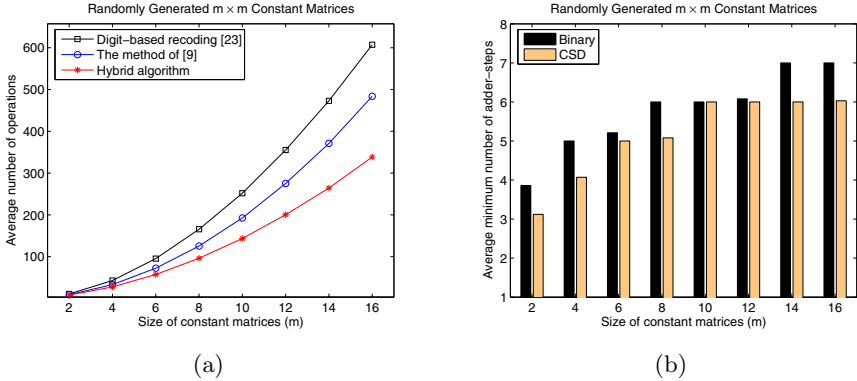 Randomly Generated m × m Constant Matrices
Digit−based recoding [23]
The method of [9]
Hybrid algorithm
Average number of operations
600
500
400
300
200
100
2 4 6 8 10 12 14 16
Size of constant matrices (m)
(a)
Randomly Generated m × m Constant Matrices
Binary
CSD
Average minimum number of adder−steps
8
7
6
5
4
3
2
1
2 4 6 8 10 12 14 16
Size of constant matrices (m)
(b)